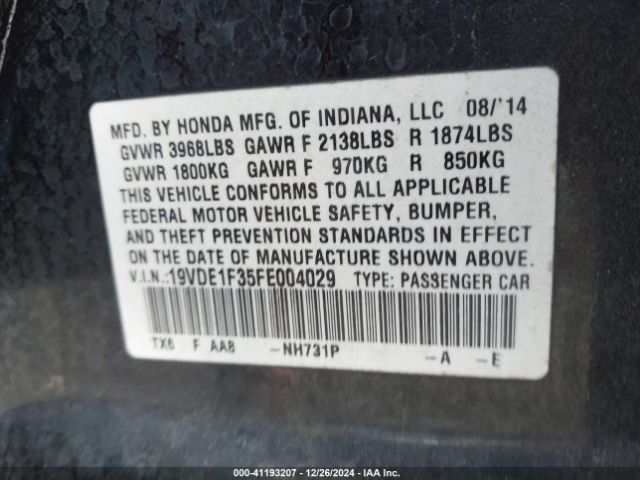 MFD. BY HONDA MFG. OF INDIANA, LLC 08/'14
GVWR 3968LBS GAWR F 2138LBS R 1874LBS
GVWR 1800KG GAWR F 970KG R 850KG
THIS VEHICLE CONFORMS TO ALL APPLICABLE
FEDERAL MOTOR VEHICLE SAFETY, BUMPER,
AND THEFT PREVENTION STANDARDS IN EFFECT
ON THE DATE OF MANUFACTURE SHOWN ABOVE.
V.I.N.:19VDE1F35FE004029 TYPE: PASSENGER CAR
TX6 F AA8 -NH731P -A -E
000-41193207 - 12/26/2024 - IAA Inc.